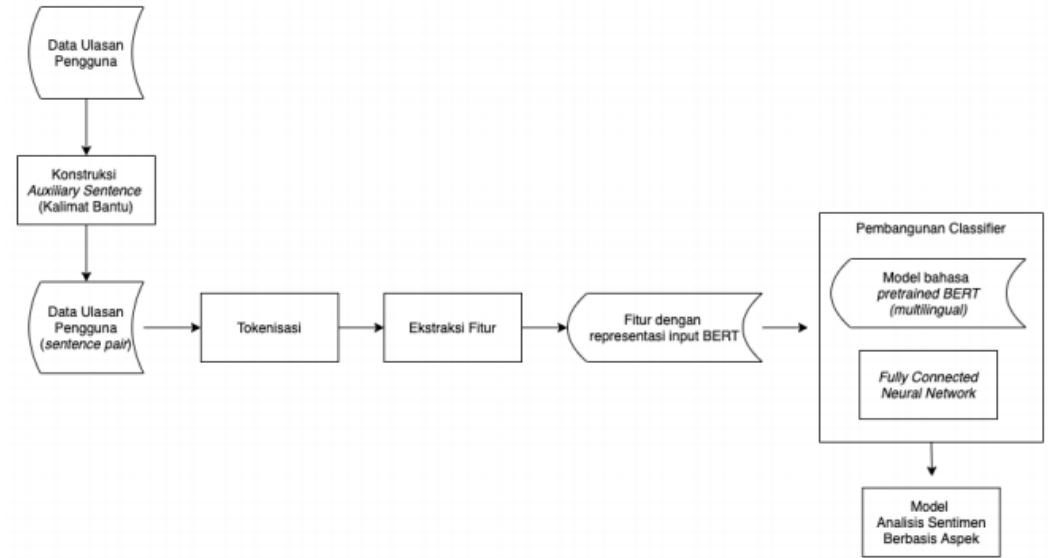 Data Ulasan
Pengguna
Konstruksi
Auxiliary Sentence
(Kalimat Bantu)
Data Ulasan
Pengguna
(sentence pair)
Tokenisasi
Ekstraksi Fitur
Fitur dengan
representasi input BERT
Pembangunan Classifier
Model bahasa
pretrained BERT
(multilingual)
Fully Connected
Neural Network
Model
Analisis Sentimen
Berbasis Aspek